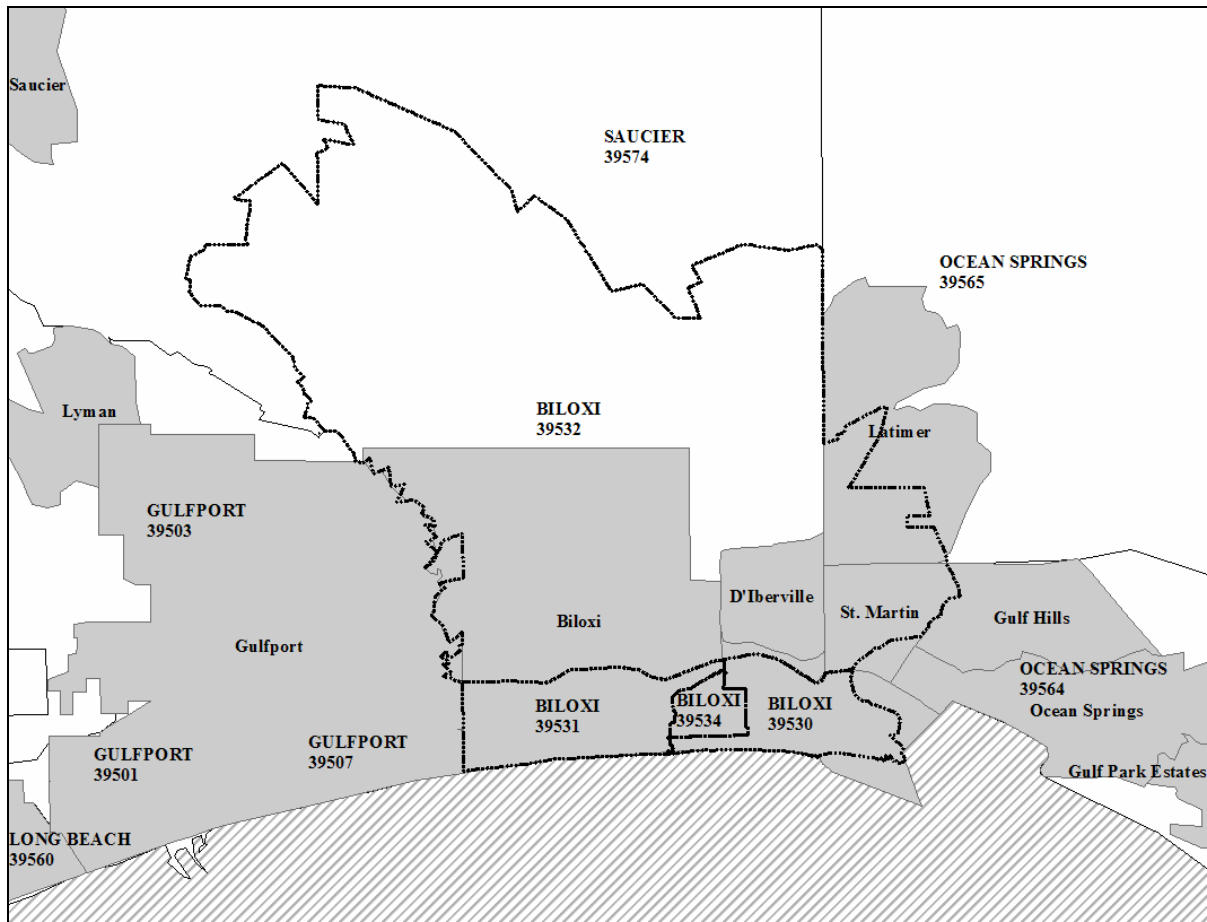 Saucier
SAUCIER
39574
OCEAN SPRINGS
39565
Lyman
BILOXI
39532
Latimer
GULFPORT
39503
D'Iberville
St. Martin
Gulf Hills
Biloxi
Gulfport
OCEAN SPRINGS
39564
Ocean Springs
BILOXI
39531
BILOXI
39534
BILOXI
39530
GULFPORT
39501
GULFPORT
39507
Gulf Park Estates
LONG BEACH
39560